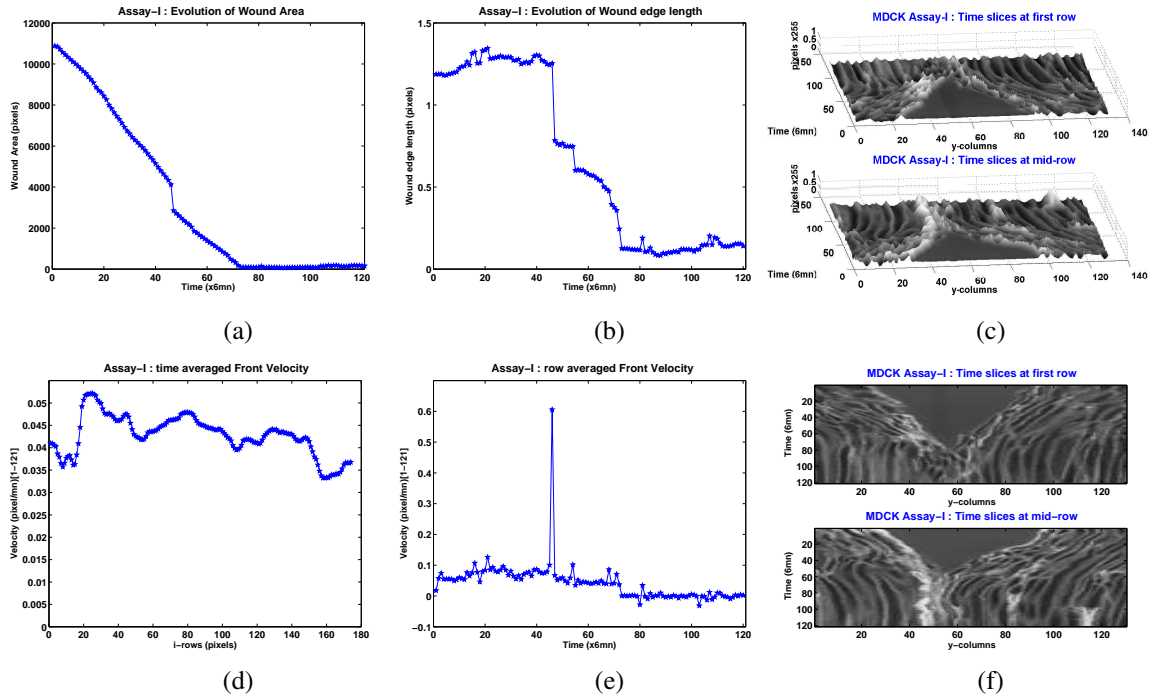 Assay−I : Evolution of Wound Area
Wound Area (pixels)
12000
10000
8000
6000
4000
2000
0
0 20 40 60 80 100 120
Time (x6mn)
(a)
Assay−I : Evolution of Wound edge length
Wound edge length (pixels)
1.5
1
0.5
0
0 20 40 60 80 100 120
Time (x6mn)
(b)
MDCK Assay−I : Time slices at first row
pixels x255
1
0.5
0
150
100
50
0
Time (6mn)
0 20 40 60 80 100 120 140
y−columns
MDCK Assay−I : Time slices at mid−row
pixels x255
1
0.5
0
150
100
50
0
Time (6mn)
0 20 40 60 80 100 120 140
y−columns
(c)
Assay−I : time averaged Front Velocity
Velocity (pixel/mn)[1−121]
0.05
0.045
0.04
0.035
0.03
0.025
0.02
0.015
0.01
0.005
0
0 20 40 60 80 100 120 140 160 180
i−rows (pixels)
(d)
Assay−I : row averaged Front Velocity
Velocity (pixel/mn)[1−121]
0.6
0.5
0.4
0.3
0.2
0.1
0
−0.1
0 20 40 60 80 100 120
Time (x6mn)
(e)
MDCK Assay−I : Time slices at first row
Time (6mn)
0
20
40
60
80
100
120
20 40 60 80 100 120
y−columns
MDCK Assay−I : Time slices at mid−row
Time (6mn)
0
20
40
60
80
100
120
20 40 60 80 100 120
y−columns
(f)